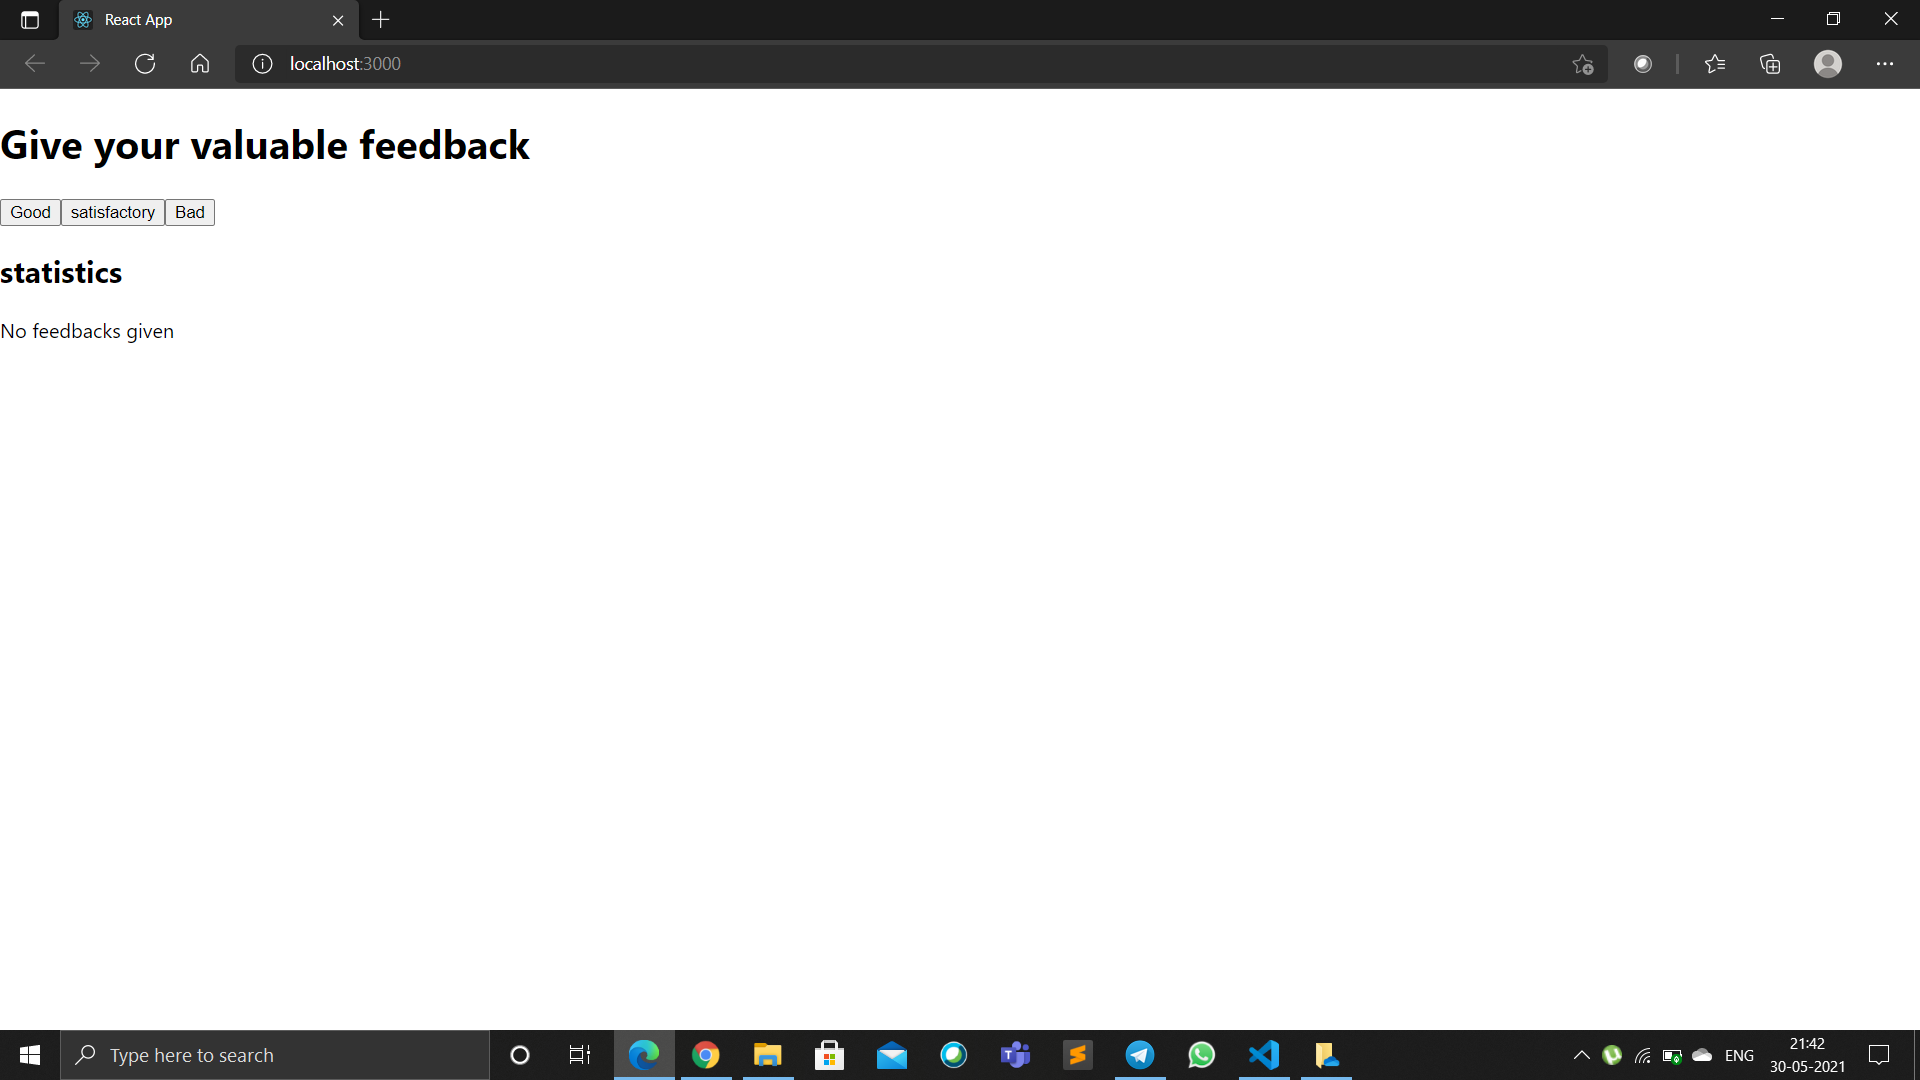 React App
localhost:3000
Give your valuable feedback
Good satisfactory Bad
statistics
No feedbacks given
Type here to search
ENG
21:42
30-05-2021